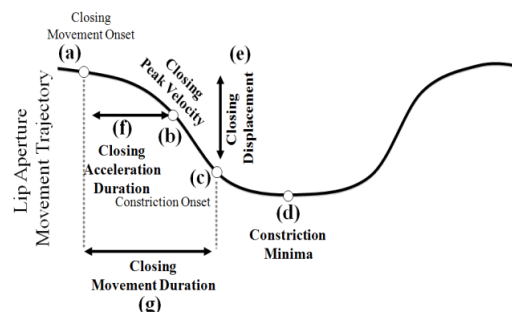 Closing
Movement Onset
(a)
(e)
Closing
Peak Velocity
Closing
Displacement
(f)
(b)
Closing
Acceleration
Duration
(c)
Constriction Onset
(d)
Constriction
Minima
Lip Aperture
Movement Trajectory
Closing
Movement Duration
(g)